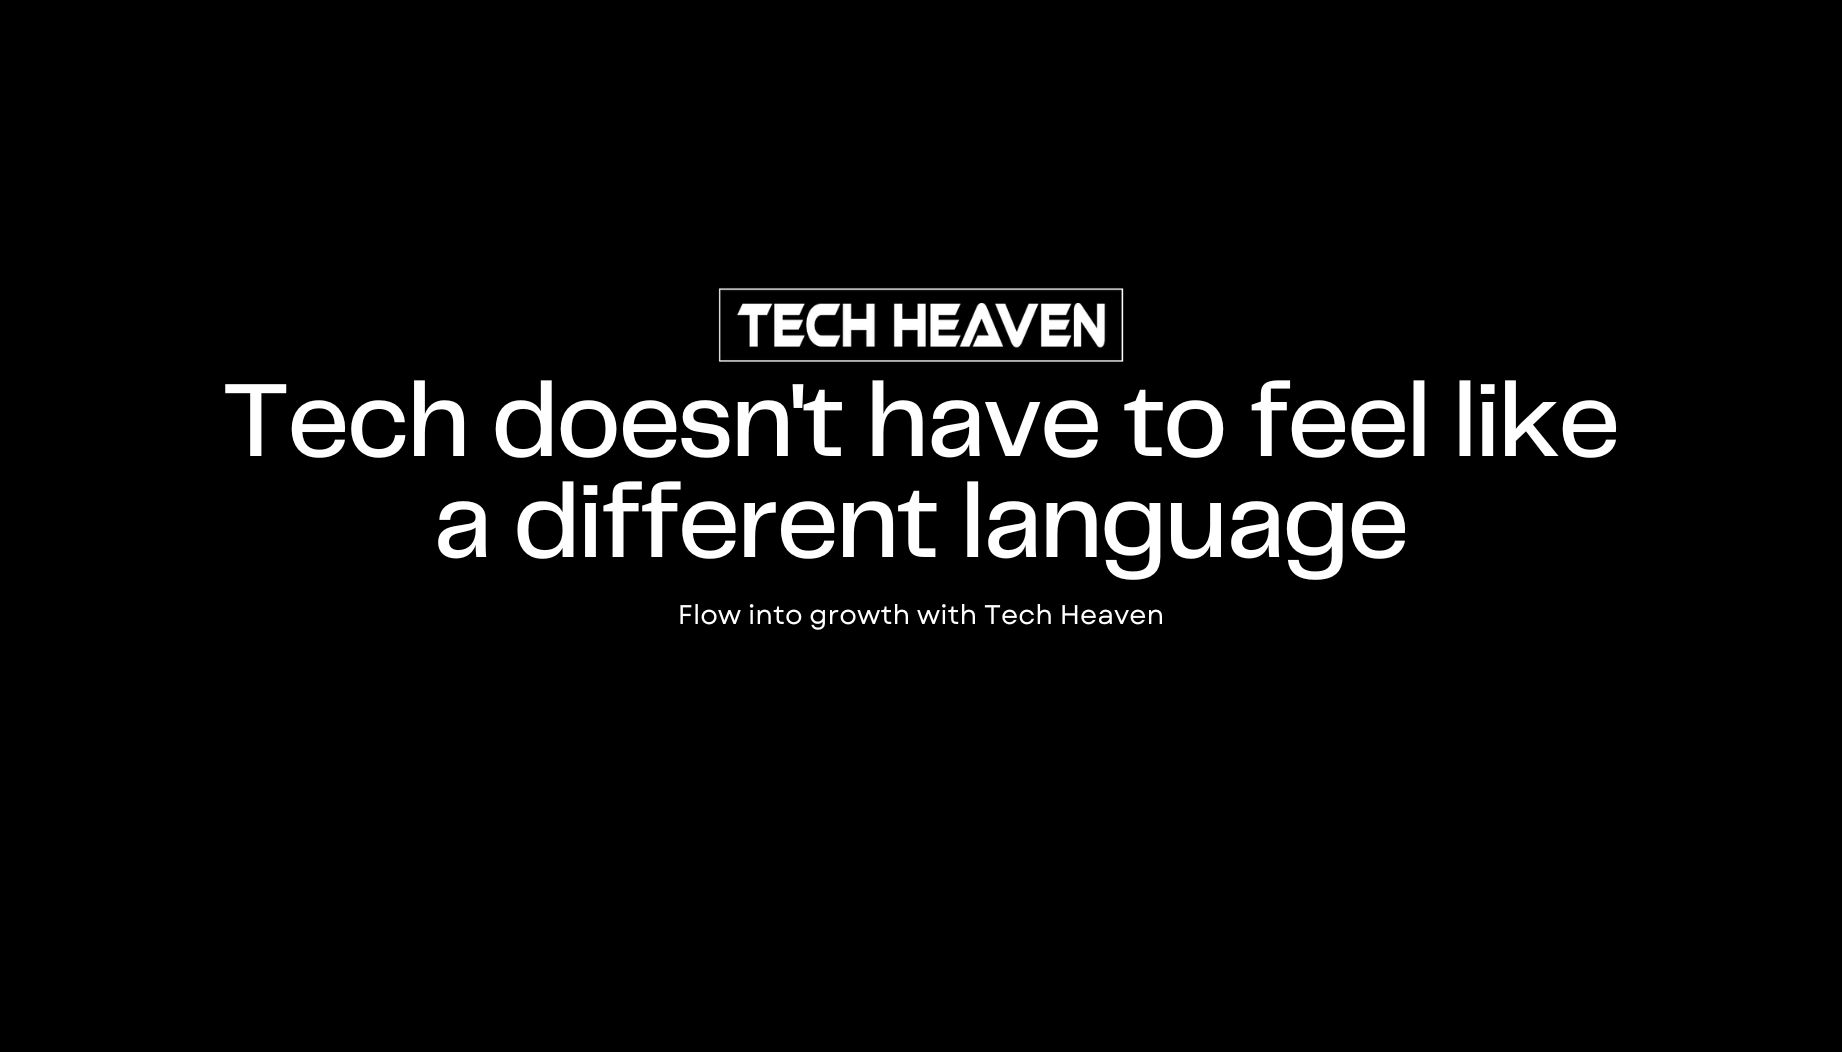 TECH HEAVEN
Tech doesn't have to feel like
a different language
Flow into growth with Tech Heaven